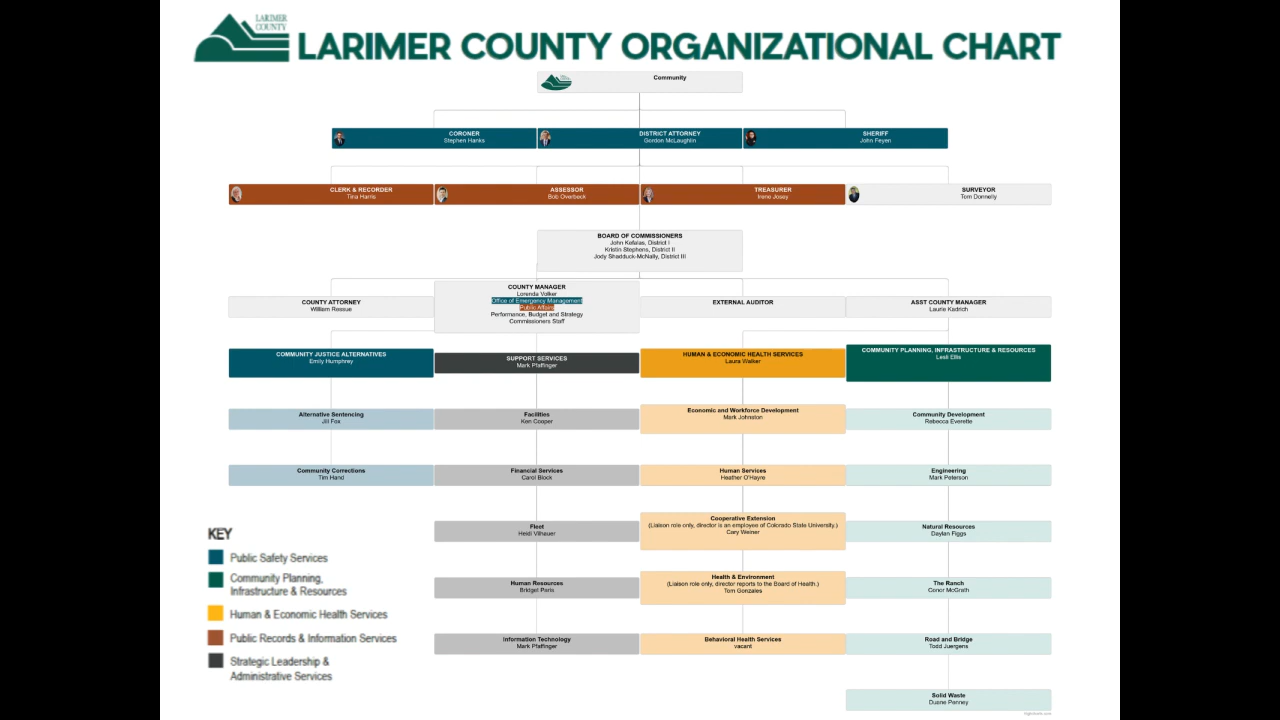 LARIMER
COUNTY
LARIMER COUNTY ORGANIZATIONAL CHART
Community
CORONER
Stephen Hanks
DISTRICT ATTORNEY
Gordon McLaughlin
SHERIFF
John Feyen
CLERK & RECORDER
Tina Harris
ASSESSOR
Bob Overbeck
TREASURER
Irene Josey
SURVEYOR
Tom Donnelly
BOARD OF COMMISSIONERS
John Kefalas, District I
Kristin Stephens, District II
Jody Shadduck-McNally, District III
COUNTY ATTORNEY
William Ressue
COUNTY MANAGER
Lorenda Volker
Office of Emergency Management
Public Affairs
Performance, Budget and Strategy
Commissioners Staff
EXTERNAL AUDITOR
ASST COUNTY MANAGER
Laurie Kadrich
COMMUNITY JUSTICE ALTERNATIVES
Emily Humphrey
SUPPORT SERVICES
Mark Pfaffinger
HUMAN & ECONOMIC HEALTH SERVICES
Laura Walker
COMMUNITY PLANNING, INFRASTRUCTURE & RESOURCES
Lesli Ellis
Alternative Sentencing
Jill Fox
Facilities
Ken Cooper
Economic and Workforce Development
Mark Johnston
Community Development
Rebecca Everette
Community Corrections
Tim Hand
Financial Services
Carol Block
Human Services
Heather O'Hayre
Engineering
Mark Peterson
Fleet
Heidi Vilhauer
Cooperative Extension
(Liaison role only, director is an employee of Colorado State University.)
Cary Weiner
Natural Resources
Daylan Figgs
Human Resources
Bridget Paris
Health & Environment
(Liaison role only, director reports to the Board of Health.)
Tom Gonzales
The Ranch
Conor McGrath
Information Technology
Mark Pfaffinger
Behavioral Health Services
vacant
Road and Bridge
Todd Juergens
Solid Waste
Duane Penney
KEY
Public Safety Services
Community Planning,
Infrastructure & Resources
Human & Economic Health Services
Public Records & Information Services
Strategic Leadership &
Administrative Services